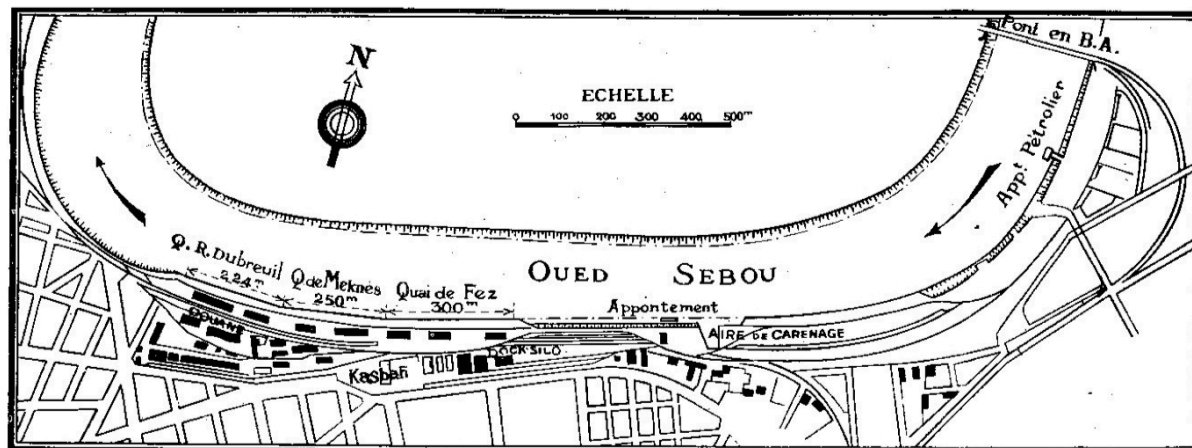 Pont en B.A.
N
ECHELLE
0 100 200 300 400 500m
Appt Pétrolier
Q. R. Dubreuil Q de Meknès Quai de Fez
224m 250m 300m
OUED SEBOU
Appontement
DOUANE
AIRE DE CARENAGE
DOCK SILO
Kasbah